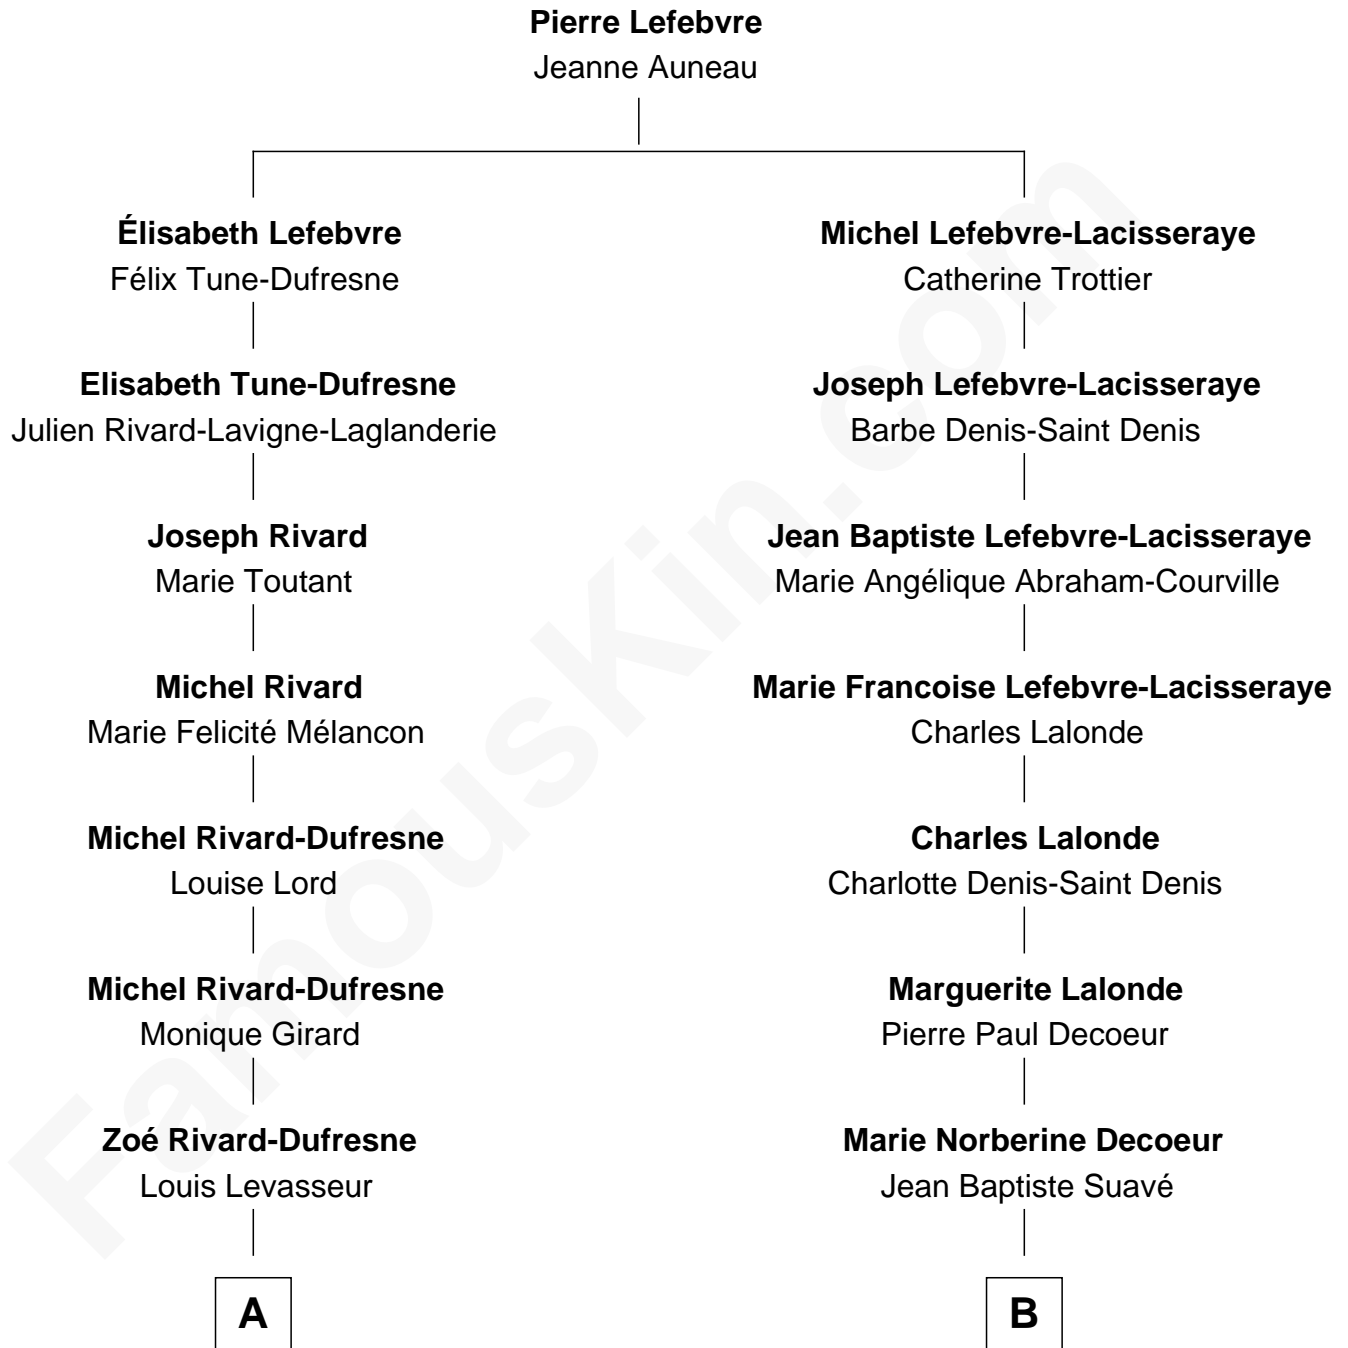 Pierre Lefebvre
Jeanne Auneau
Élisabeth Lefebvre
Félix Tune-Dufresne
Michel Lefebvre-Lacisseraye
Catherine Trottier
Elisabeth Tune-Dufresne
Julien Rivard-Lavigne-Laglanderie
Joseph Lefebvre-Lacisseraye
Barbe Denis-Saint Denis
Joseph Rivard
Marie Toutant
Jean Baptiste Lefebvre-Lacisseraye
Marie Angélique Abraham-Courville
Michel Rivard
Marie Felicité Mélancon
Marie Francoise Lefebvre-Lacisseraye
Charles Lalonde
Michel Rivard-Dufresne
Louise Lord
Charles Lalonde
Charlotte Denis-Saint Denis
Michel Rivard-Dufresne
Monique Girard
Marguerite Lalonde
Pierre Paul Decoeur
Zoé Rivard-Dufresne
Louis Levasseur
Marie Norberine Decoeur
Jean Baptiste Suavé
A
B
FamousKin.com